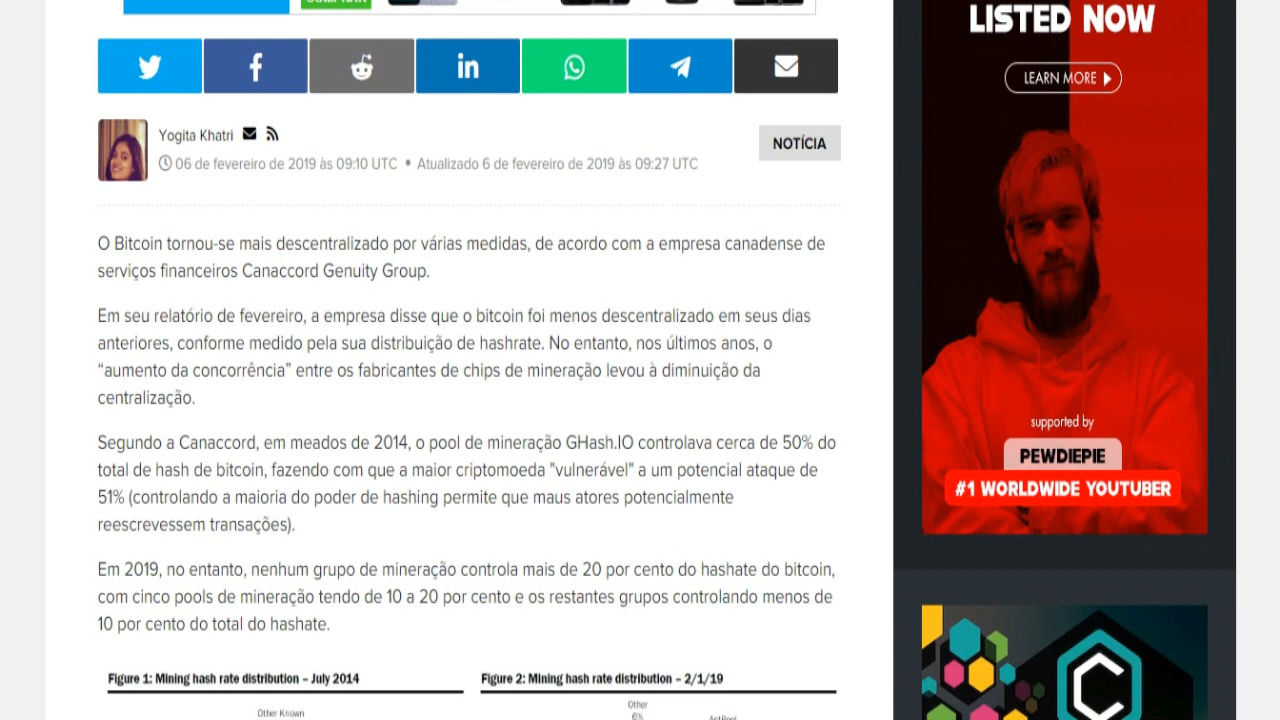 COMPRAR
LISTED NOW
LEARN MORE
Yogita Khatri
06 de fevereiro de 2019 às 09:10 UTC • Atualizado 6 de fevereiro de 2019 às 09:27 UTC
NOTÍCIA
O Bitcoin tornou-se mais descentralizado por várias medidas, de acordo com a empresa canadense de
serviços financeiros Canaccord Genuity Group.
Em seu relatório de fevereiro, a empresa disse que o bitcoin foi menos descentralizado em seus dias
anteriores, conforme medido pela sua distribuição de hashrate. No entanto, nos últimos anos, o
“aumento da concorrência” entre os fabricantes de chips de mineração levou à diminuição da
centralização.
Segundo a Canaccord, em meados de 2014, o pool de mineração GHash.IO controlava cerca de 50% do
total de hash de bitcoin, fazendo com que a maior criptomoeda "vulnerável" a um potencial ataque de
51% (controlando a maioria do poder de hashing permite que maus atores potencialmente
reescrevessem transações).
Em 2019, no entanto, nenhum grupo de mineração controla mais de 20 por cento do hashate do bitcoin,
com cinco pools de mineração tendo de 10 a 20 por cento e os restantes grupos controlando menos de
10 por cento do total do hashate.
Figure 1: Mining hash rate distribution – July 2014
Other Known
Figure 2: Mining hash rate distribution – 2/1/19
Other
6%
AntPool
supported by
PEWDIEPIE
#1 WORLDWIDE YOUTUBER